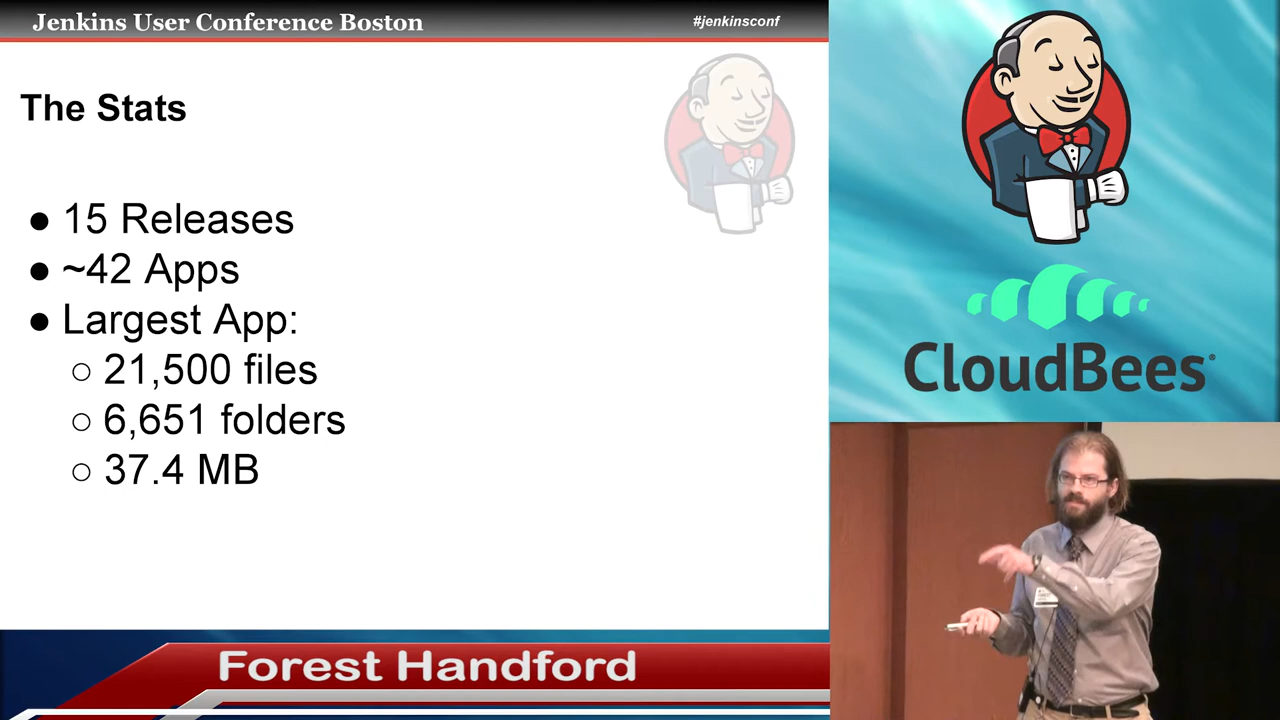 Jenkins User Conference Boston
#jenkinsconf
The Stats
● 15 Releases
● ~42 Apps
● Largest App:
○ 21,500 files
○ 6,651 folders
○ 37.4 MB
CloudBees®
Forest Handford